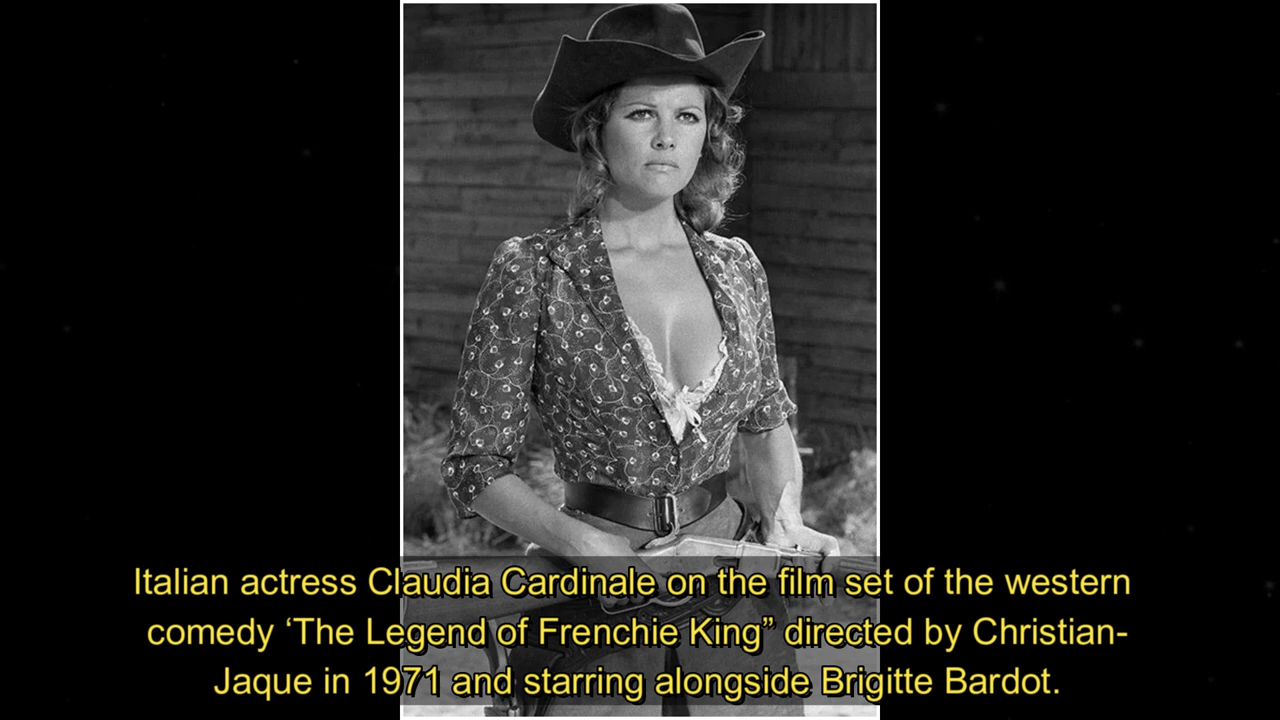 Italian actress Claudia Cardinale on the film set of the western
comedy ‘The Legend of Frenchie King” directed by Christian-
Jaque in 1971 and starring alongside Brigitte Bardot.